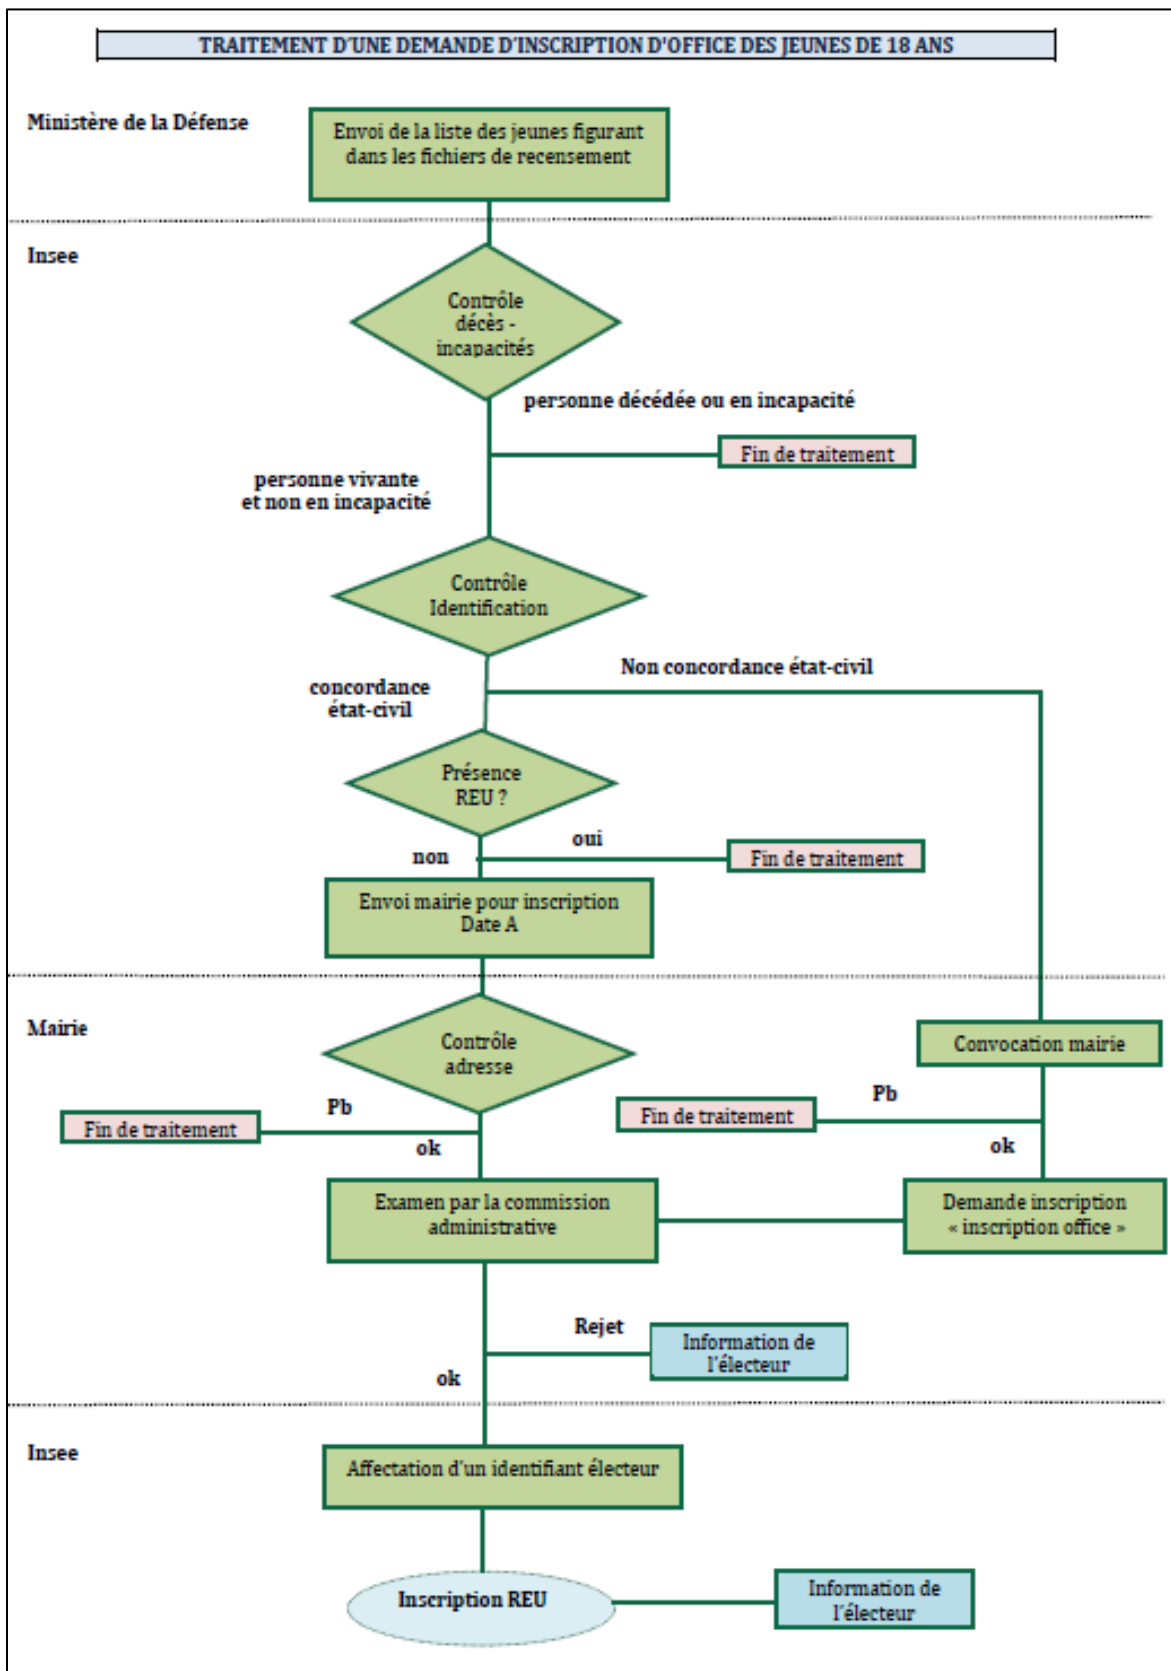 TRAITEMENT D'UNE DEMANDE D'INSCRIPTION D'OFFICE DES JEUNES DE 18 ANS
Ministère de la Défense
Envoi de la liste des jeunes figurant
dans les fichiers de recensement
Insee
Contrôle
décès -
incapacités
personne décédée ou en incapacité
Fin de traitement
personne vivante
et non en incapacité
Contrôle
Identification
Non concordance état-civil
concordance
état-civil
Présence
REU ?
oui
non
Fin de traitement
Envoi mairie pour inscription
Date A
Mairie
Contrôle
adresse
Convocation mairie
Pb
Fin de traitement
ok
Pb
Fin de traitement
ok
Examen par la commission
administrative
Demande inscription
« inscription office »
Rejet
Information de
l'électeur
ok
Insee
Affectation d'un identifiant électeur
Inscription REU
Information de
l'électeur